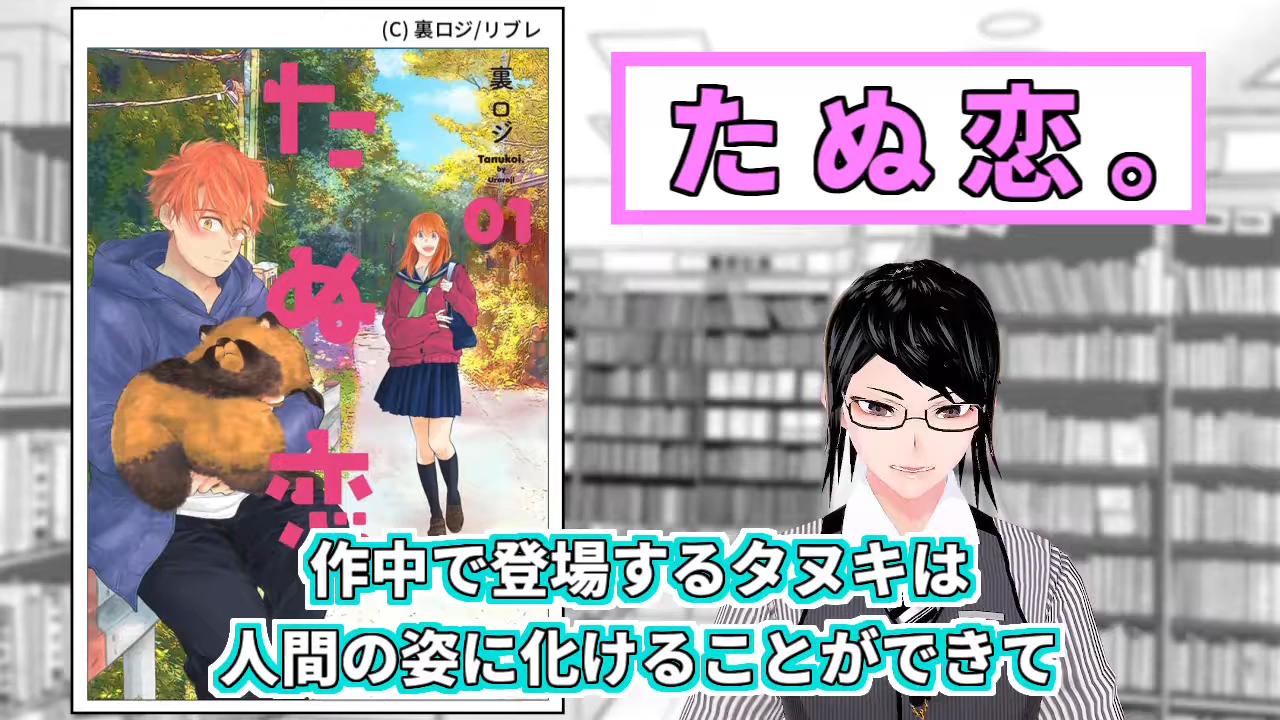 (C) 裏ロジ/リブレ
たぬ恋
裏ロジ
Tanukoi.
by
Uraroji
01
たぬ恋。
作中で登場するタヌキは
人間の姿に化けることができて